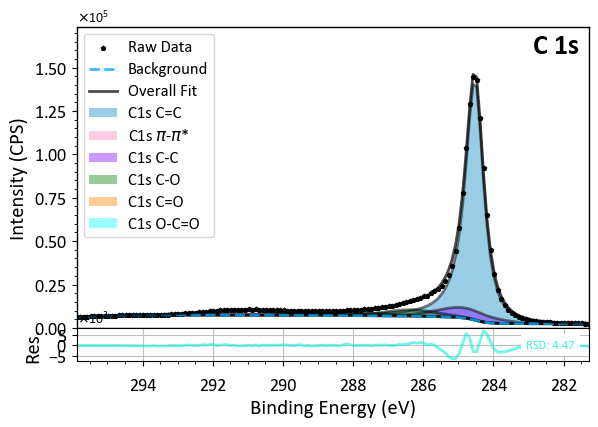 ×10⁵
C 1s
Raw Data
Background
Overall Fit
C1s C=C
C1s π-π*
C1s C-C
C1s C-O
C1s C=O
C1s O-C=O
Intensity (CPS)
1.50
1.25
1.00
0.75
0.50
0.25
0.00
Res.
0
−5
RSD: 4.47
294
292
290
288
286
284
282
Binding Energy (eV)